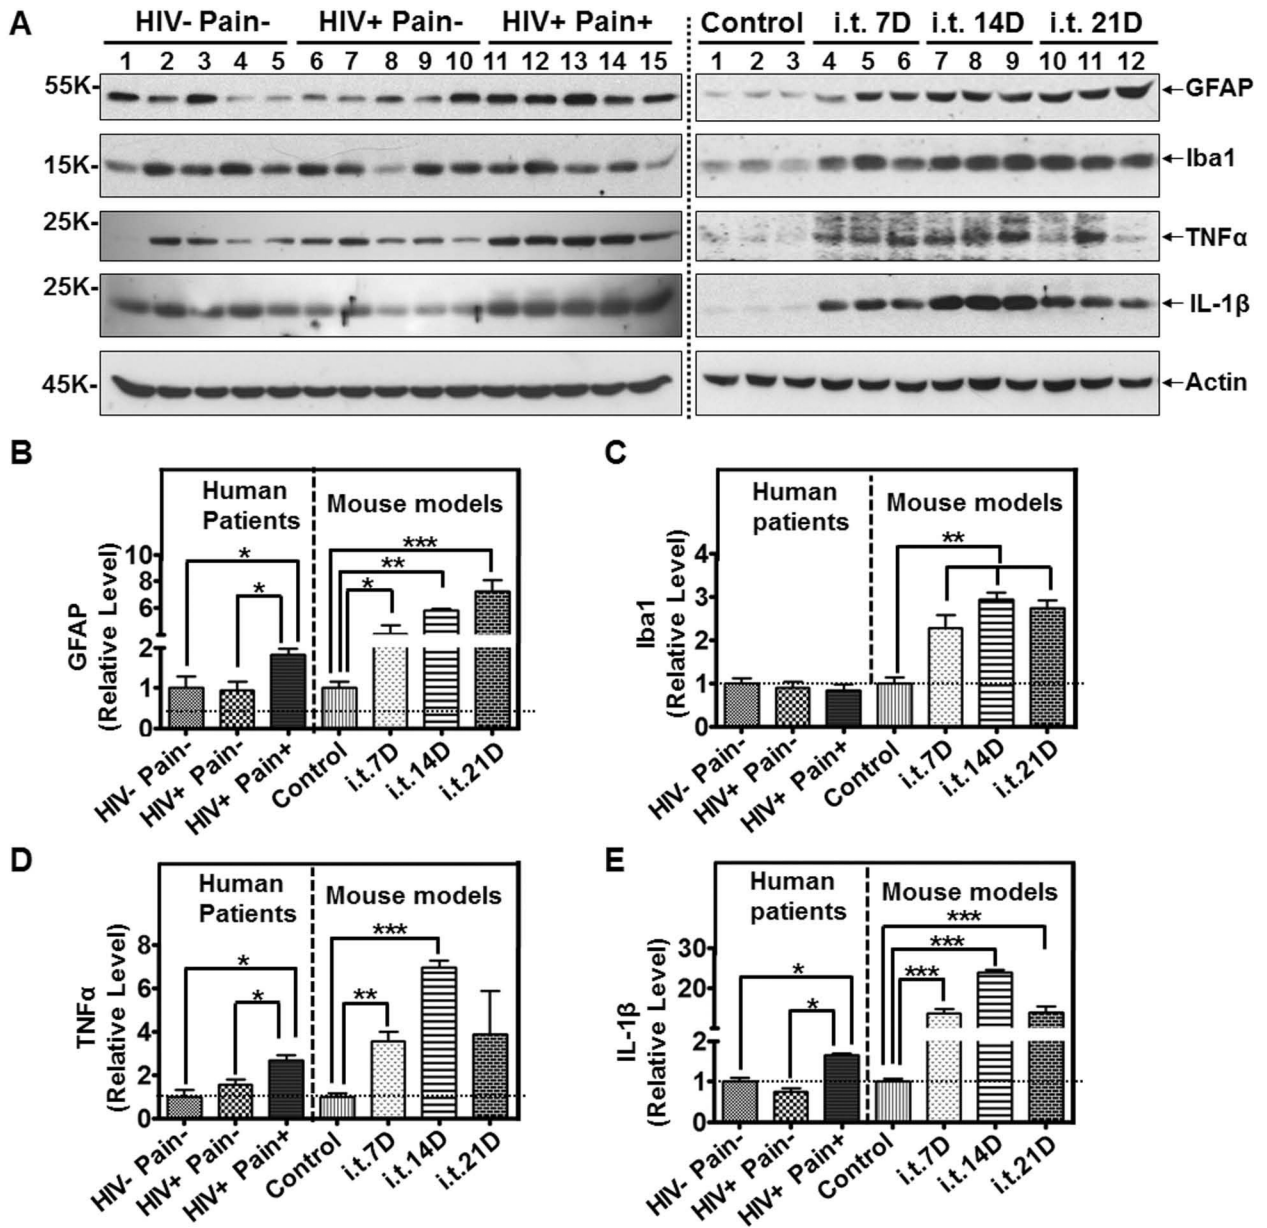 A
HIV- Pain- HIV+ Pain- HIV+ Pain+ Control i.t. 7D i.t. 14D i.t. 21D
1 2 3 4 5 6 7 8 9 10 11 12 13 14 15 1 2 3 4 5 6 7 8 9 10 11 12
55K- ←GFAP
15K- ←Iba1
25K- ←TNFα
25K- ← IL-1β
45K- ←Actin
B
Human
Patients
Mouse models
***
**
*
*
*
GFAP
(Relative Level)
10
8
6
2
1
0
HIV- Pain-
HIV+ Pain-
HIV+ Pain+
Control
i.t.7D
i.t.14D
i.t.21D
C
Human
patients
Mouse models
**
Iba1
(Relative Level)
4
3
2
1
0
HIV- Pain-
HIV+ Pain-
HIV+ Pain+
Control
i.t.7D
i.t.14D
i.t.21D
D
Human
Patients
Mouse models
***
**
*
*
TNFα
(Relative Level)
8
6
4
2
0
HIV- Pain-
HIV+ Pain-
HIV+ Pain+
Control
i.t.7D
i.t.14D
i.t.21D
E
Human
patients
Mouse models
***
***
***
*
*
IL-1β
(Relative Level)
30
20
2
1
0
HIV- Pain-
HIV+ Pain-
HIV+ Pain+
Control
i.t.7D
i.t.14D
i.t.21D